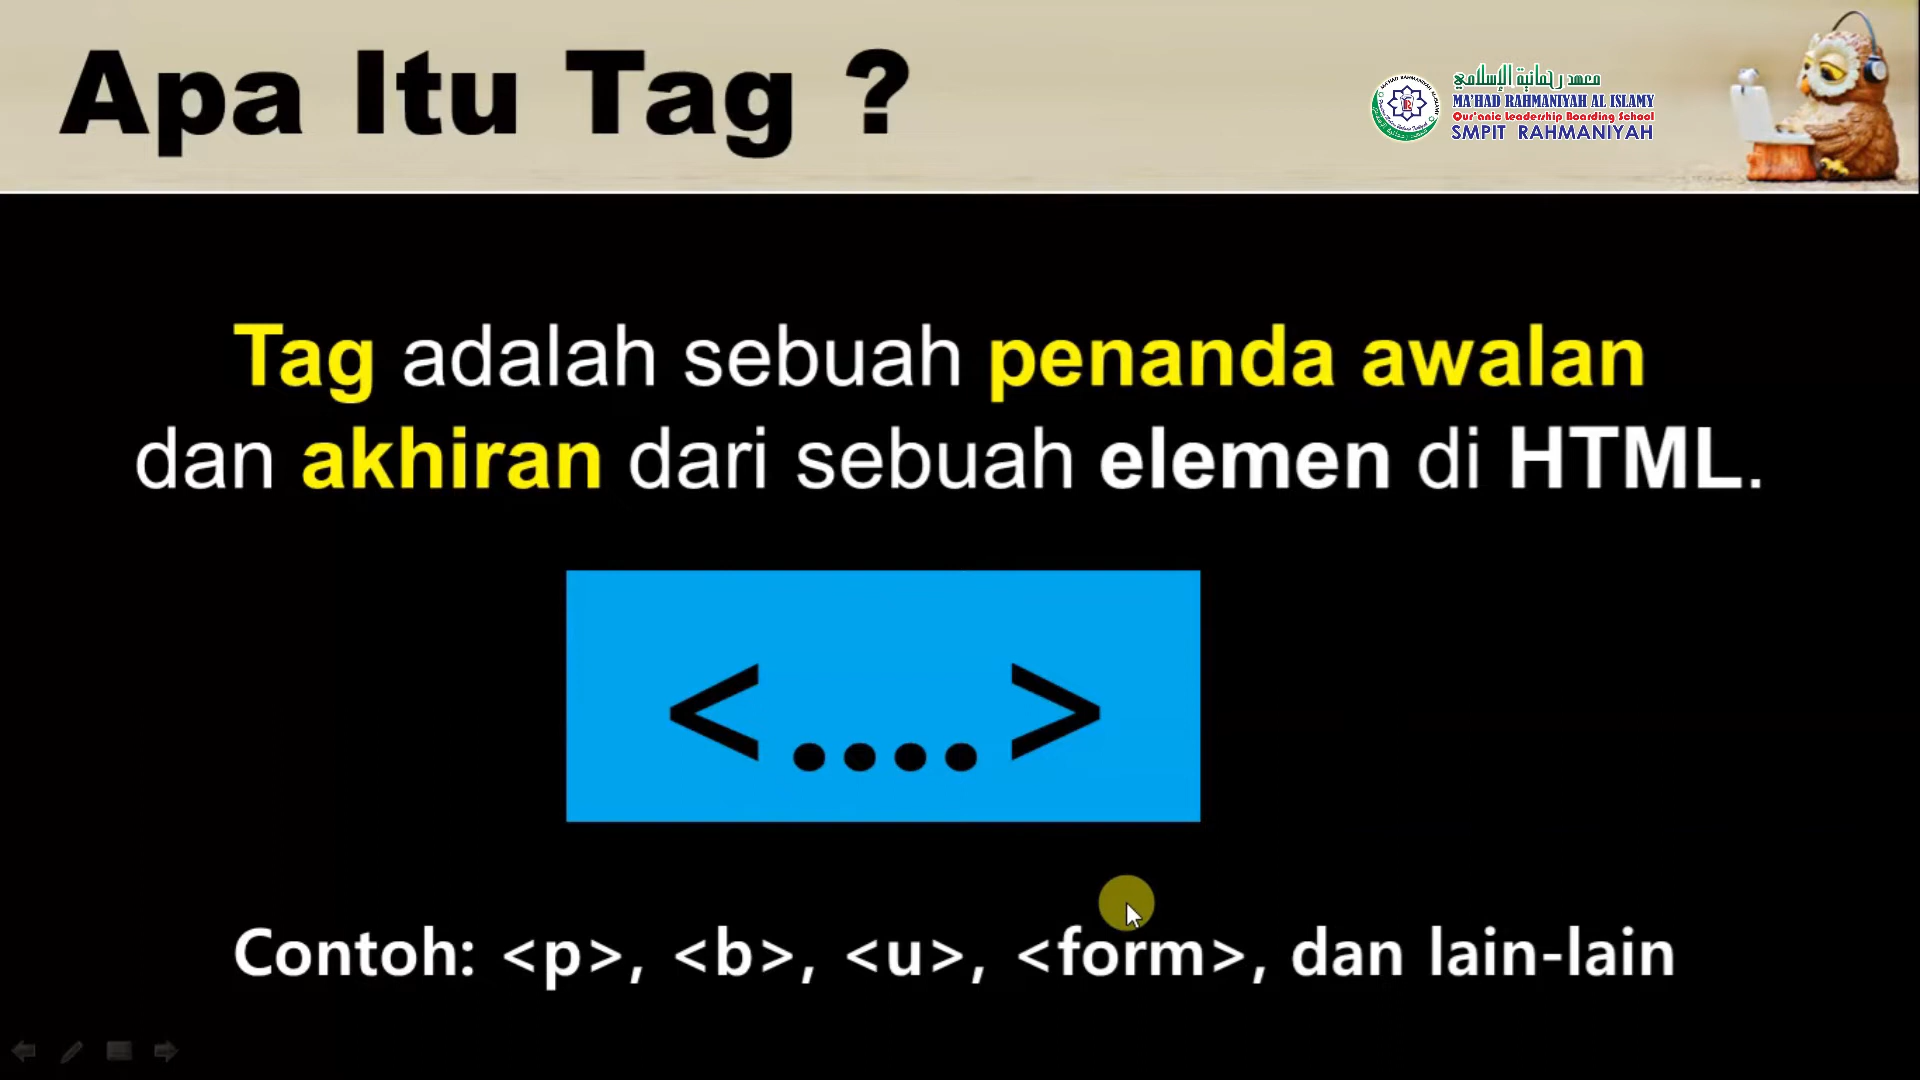 Apa Itu Tag ?
معهد رحمانية الإسلامي
MA'HAD RAHMANIYAH AL ISLAMY
Qur'anic Leadership Boarding School
SMPIT RAHMANIYAH
Tag adalah sebuah penanda awalan
dan akhiran dari sebuah elemen di HTML.
<....>
Contoh: <p>, <b>, <u>, <form>, dan lain-lain